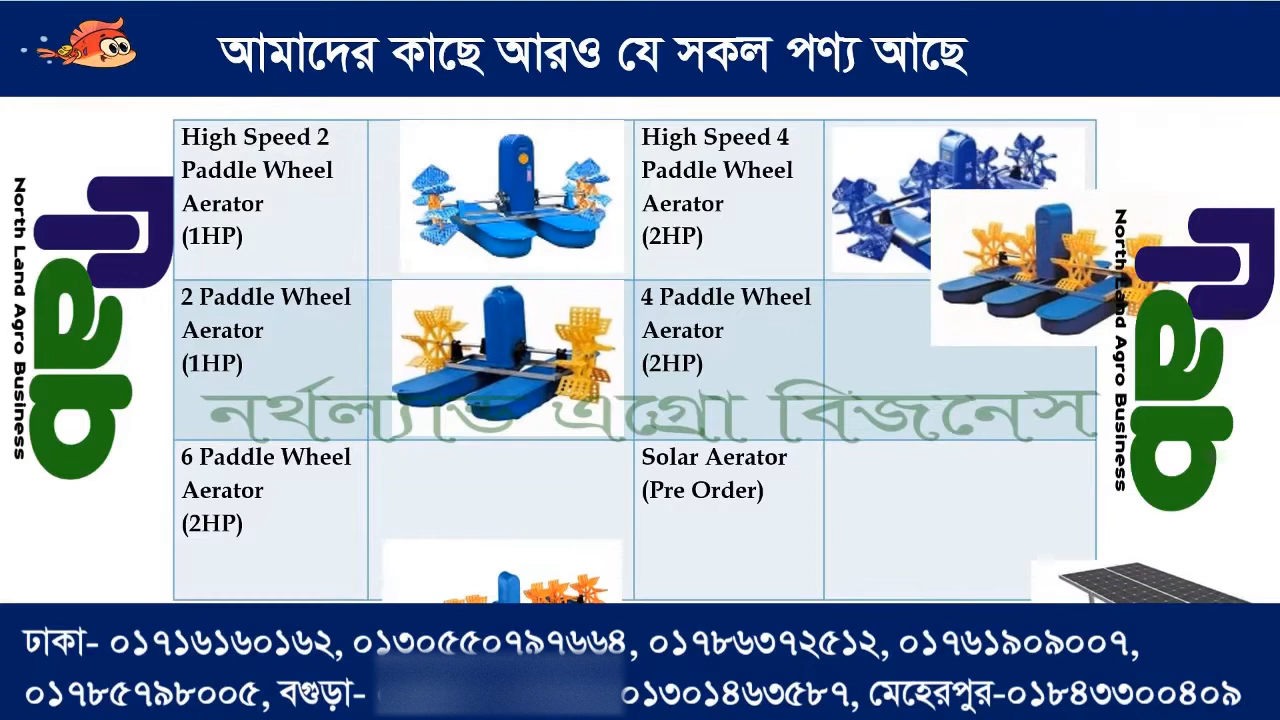 আমাদের কাছে আরও যে সকল পণ্য আছে
High Speed 2
Paddle Wheel
Aerator
(1HP)
High Speed 4
Paddle Wheel
Aerator
(2HP)
2 Paddle Wheel
Aerator
(1HP)
4 Paddle Wheel
Aerator
(2HP)
নর্থল্যান্ড এগ্রো বিজনেস
6 Paddle Wheel
Aerator
(2HP)
Solar Aerator
(Pre Order)
nab
North Land Agro Business
nab
North Land Agro Business
ঢাকা- ০১৭১৬১৬০১৬২, ০১৩০৫৫০৭৯৭৬৬৪, ০১৭৮৬৩৭২৫১২, ০১৭৬১৯০৯০০৭,
০১৭৮৫৭৯৮০০৫, বগুড়া- ০১৩০১৪৬৩৫৮৭, মেহেরপুর-০১৮৪৩৩০০৪০৯